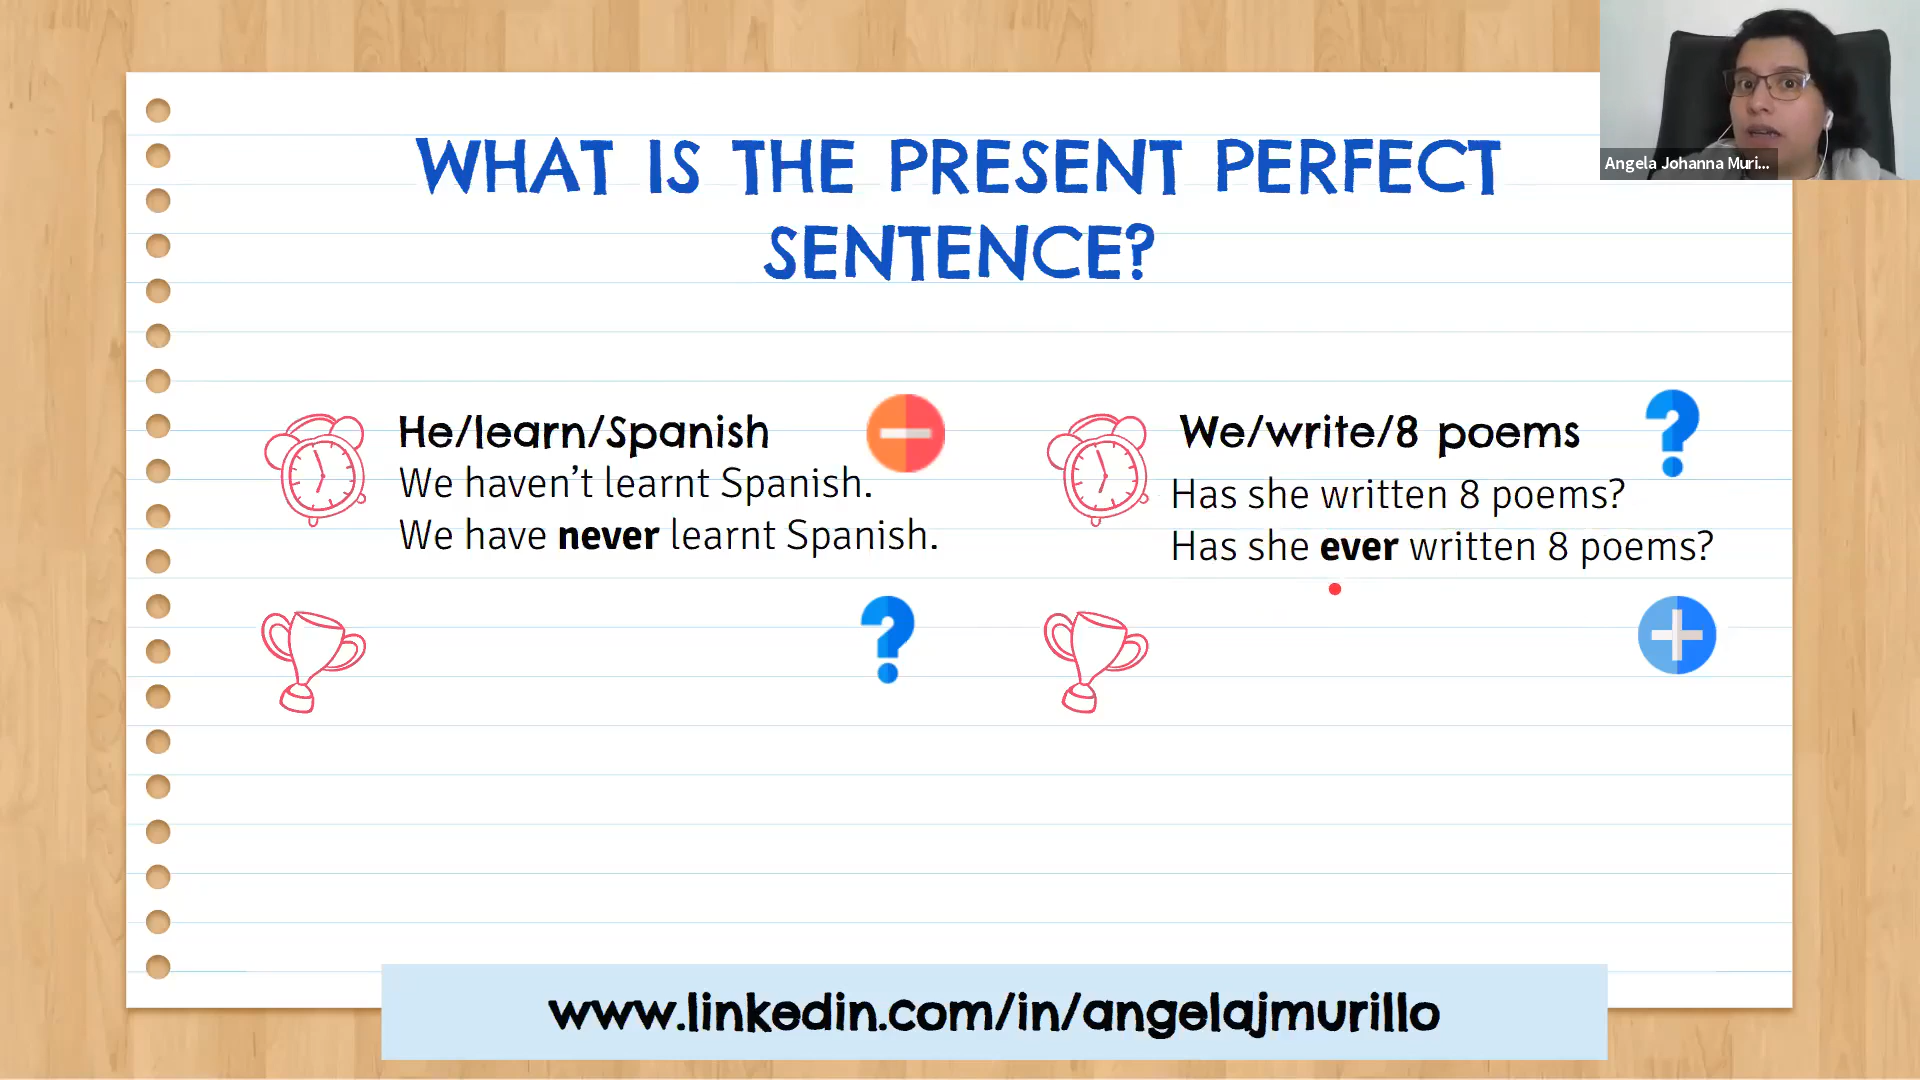 WHAT IS THE PRESENT PERFECT
SENTENCE?
Angela Johanna Muri...
He/learn/Spanish
We haven’t learnt Spanish.
We have never learnt Spanish.
We/write/8 poems
Has she written 8 poems?
Has she ever written 8 poems?
www.linkedin.com/in/angelajmurillo